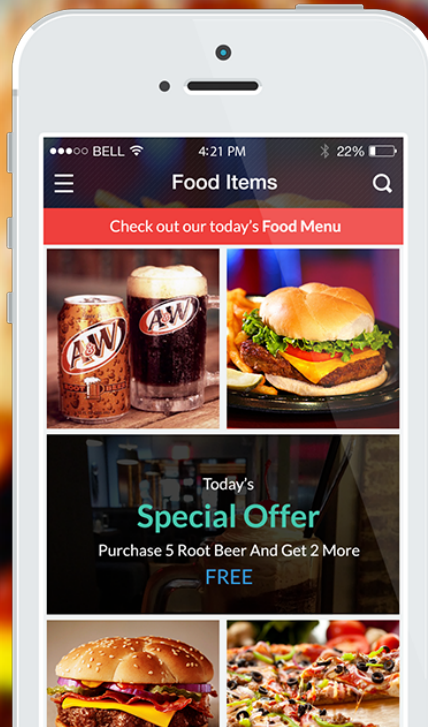 BELL 4:21 PM 22%
Food Items
Check out our today's Food Menu
A&W A&W
Today's
Special Offer
Purchase 5 Root Beer And Get 2 More
FREE